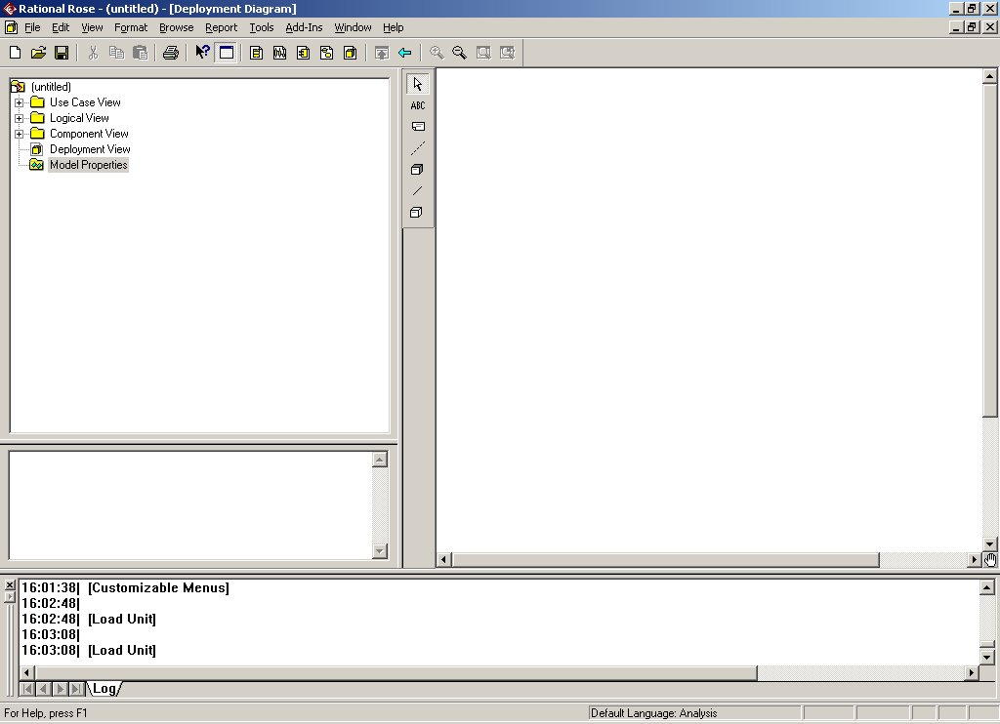 Rational Rose - (untitled) - [Deployment Diagram]
File Edit View Format Browse Report Tools Add-Ins Window Help
(untitled)
Use Case View
Logical View
Component View
Deployment View
Model Properties
ABC
16:01:38| [Customizable Menus]
16:02:48|
16:02:48| [Load Unit]
16:03:08|
16:03:08| [Load Unit]
Log
For Help, press F1 Default Language: Analysis